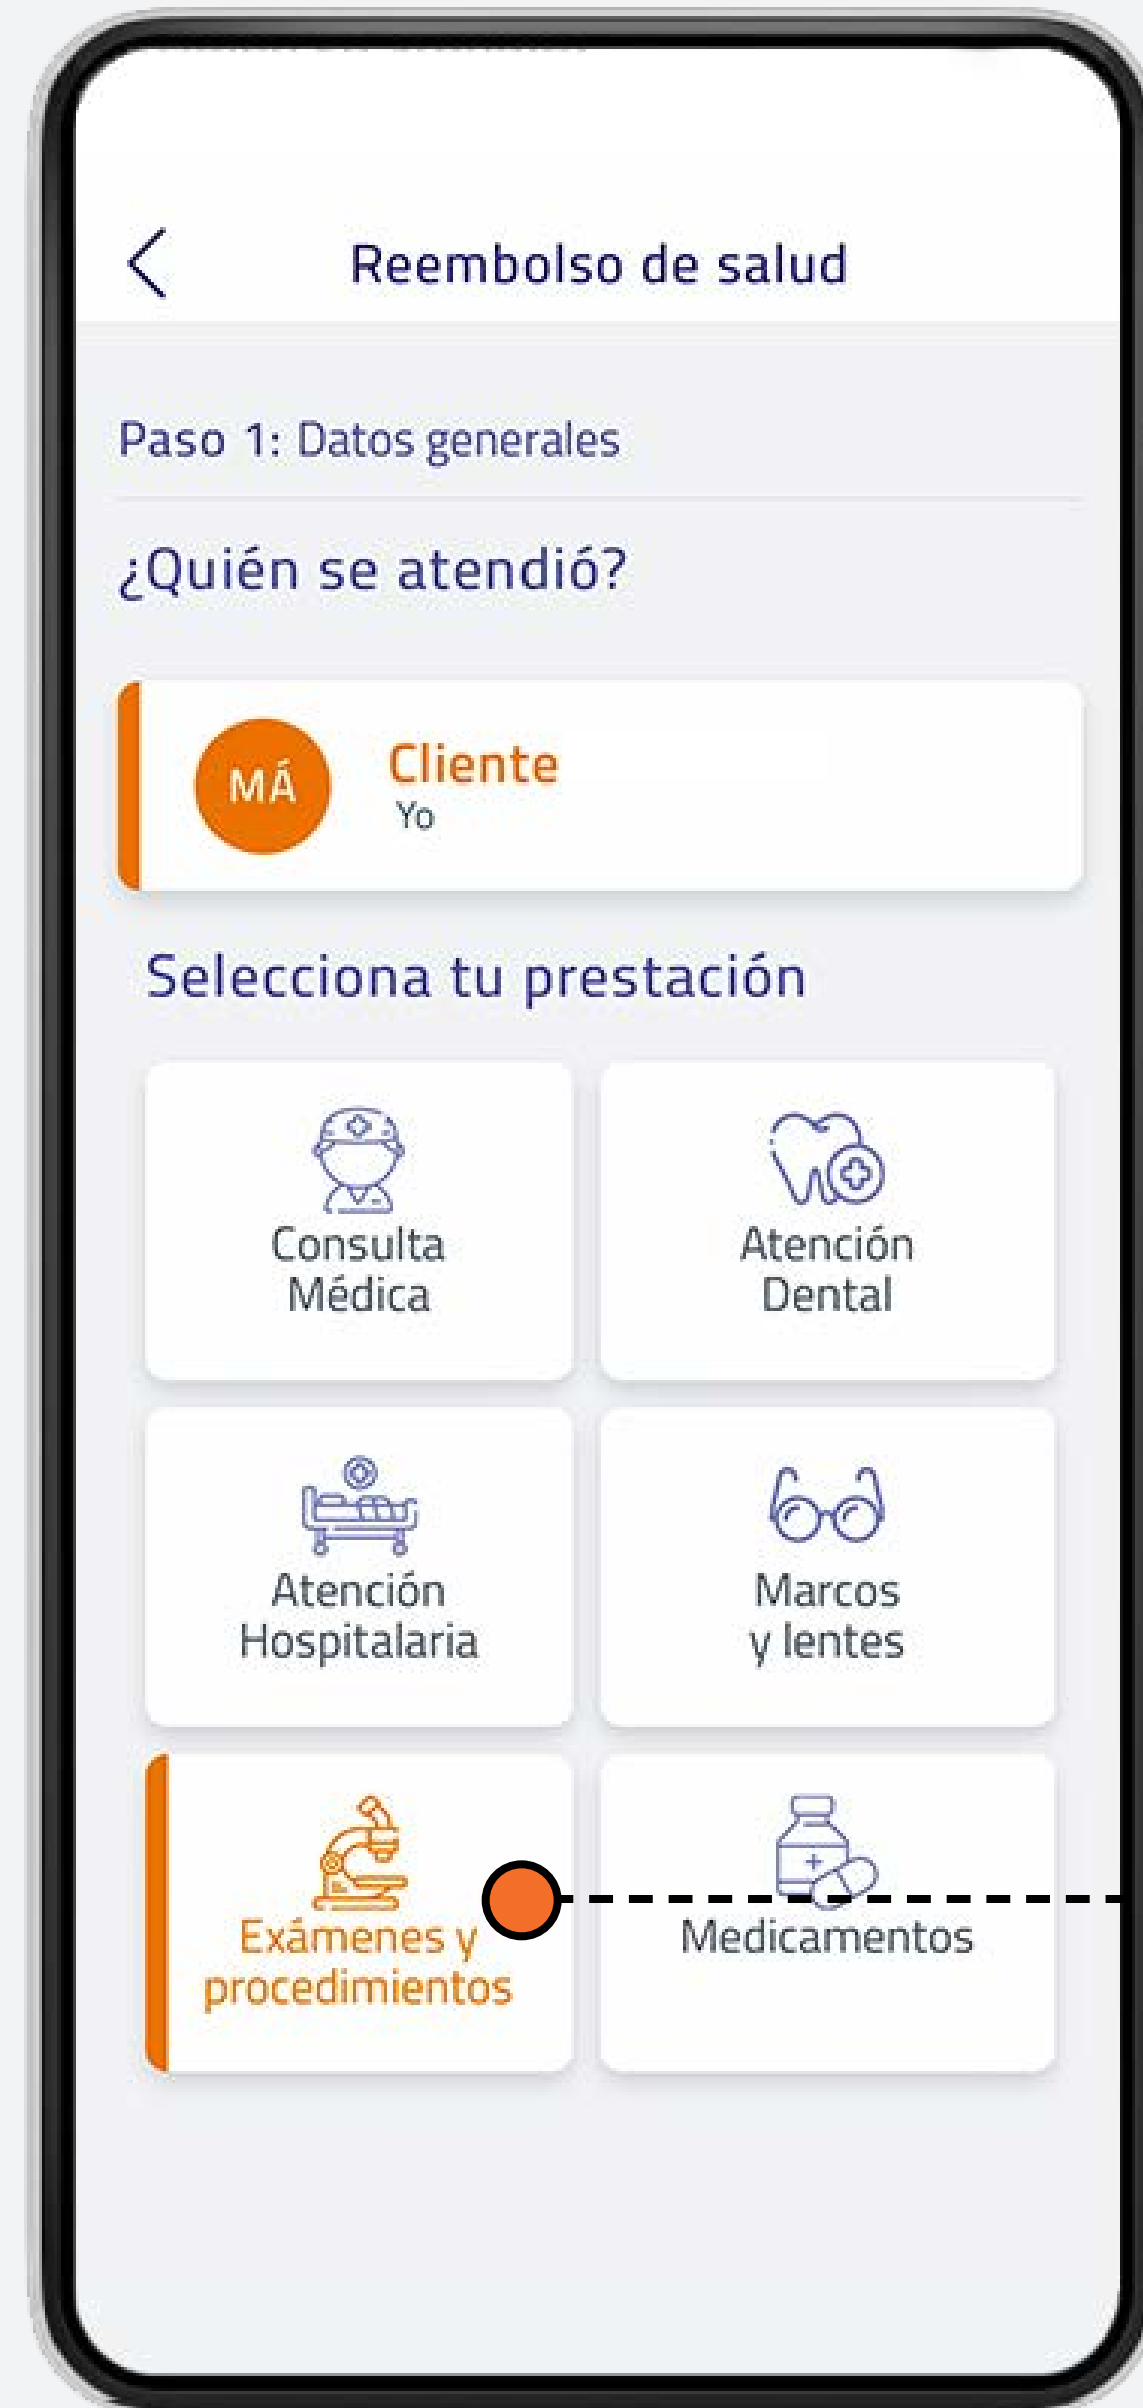 Reembolso de salud
Paso 1: Datos generales
¿Quién se atendió?
MÁ
Cliente
Yo
Selecciona tu prestación
Consulta
Médica
Atención
Dental
Atención
Hospitalaria
Marcos
y lentes
Exámenes y
procedimientos
Medicamentos